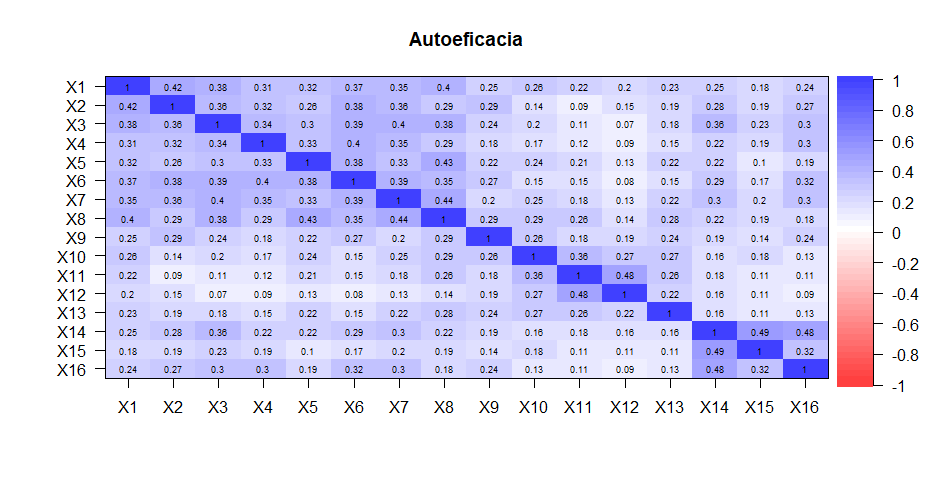 Autoeficacia
X1 1 0.42 0.38 0.31 0.32 0.37 0.35 0.4 0.25 0.26 0.22 0.2 0.23 0.25 0.18 0.24
X2 0.42 1 0.36 0.32 0.26 0.38 0.36 0.29 0.29 0.14 0.09 0.15 0.19 0.28 0.19 0.27
X3 0.38 0.36 1 0.34 0.3 0.39 0.4 0.38 0.24 0.2 0.11 0.07 0.18 0.36 0.23 0.3
X4 0.31 0.32 0.34 1 0.33 0.4 0.35 0.29 0.18 0.17 0.12 0.09 0.15 0.22 0.19 0.3
X5 0.32 0.26 0.3 0.33 1 0.38 0.33 0.43 0.22 0.24 0.21 0.13 0.22 0.22 0.1 0.19
X6 0.37 0.38 0.39 0.4 0.38 1 0.39 0.35 0.27 0.15 0.15 0.08 0.15 0.29 0.17 0.32
X7 0.35 0.36 0.4 0.35 0.33 0.39 1 0.44 0.2 0.25 0.18 0.13 0.22 0.3 0.2 0.3
X8 0.4 0.29 0.38 0.29 0.43 0.35 0.44 1 0.29 0.29 0.26 0.14 0.28 0.22 0.19 0.18
X9 0.25 0.29 0.24 0.18 0.22 0.27 0.2 0.29 1 0.26 0.18 0.19 0.24 0.19 0.14 0.24
X10 0.26 0.14 0.2 0.17 0.24 0.15 0.25 0.29 0.26 1 0.36 0.27 0.27 0.16 0.18 0.13
X11 0.22 0.09 0.11 0.12 0.21 0.15 0.18 0.26 0.18 0.36 1 0.48 0.26 0.18 0.11 0.11
X12 0.2 0.15 0.07 0.09 0.13 0.08 0.13 0.14 0.19 0.27 0.48 1 0.22 0.16 0.11 0.09
X13 0.23 0.19 0.18 0.15 0.22 0.15 0.22 0.28 0.24 0.27 0.26 0.22 1 0.16 0.11 0.13
X14 0.25 0.28 0.36 0.22 0.22 0.29 0.3 0.22 0.19 0.16 0.18 0.16 0.16 1 0.49 0.48
X15 0.18 0.19 0.23 0.19 0.1 0.17 0.2 0.19 0.14 0.18 0.11 0.11 0.11 0.49 1 0.32
X16 0.24 0.27 0.3 0.3 0.19 0.32 0.3 0.18 0.24 0.13 0.11 0.09 0.13 0.48 0.32 1
X1 X2 X3 X4 X5 X6 X7 X8 X9 X10 X11 X12 X13 X14 X15 X16
1
0.8
0.6
0.4
0.2
0
-0.2
-0.4
-0.6
-0.8
-1